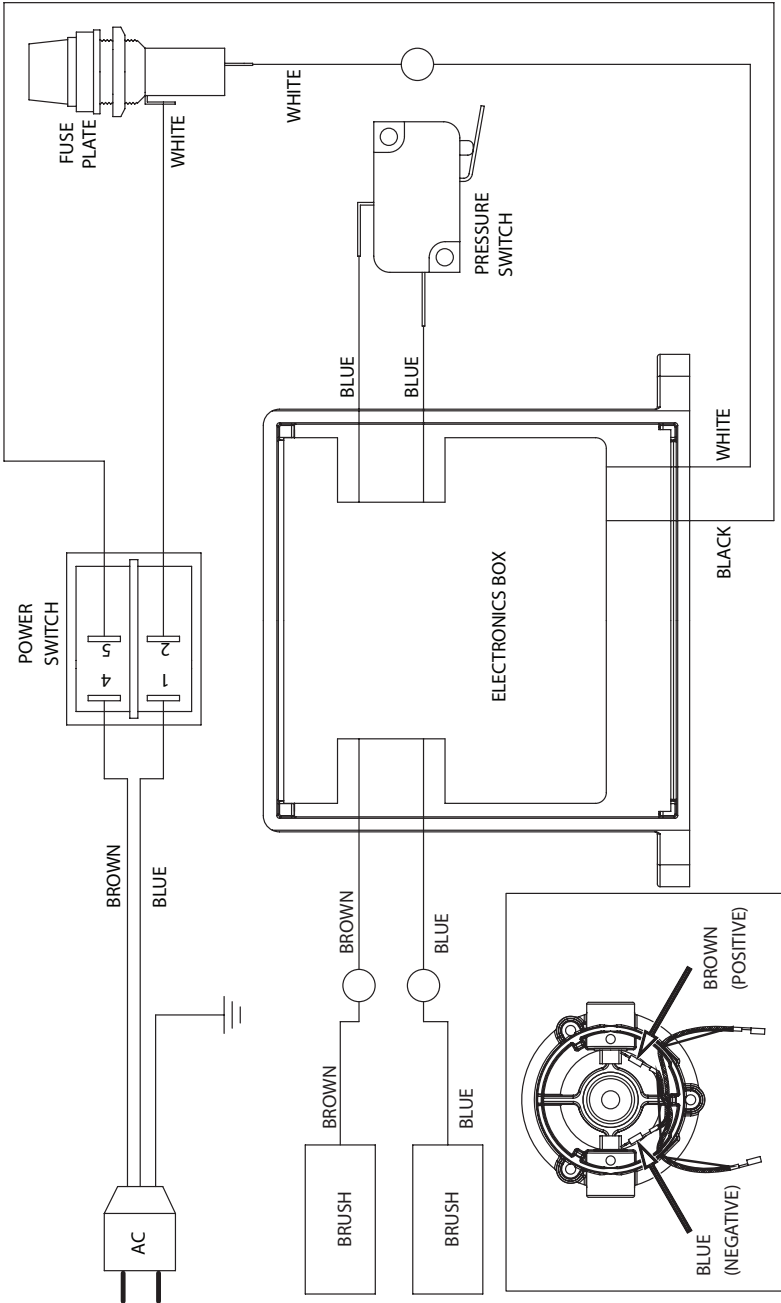 FUSE
PLATE
WHITE
WHITE
PRESSURE
SWITCH
BLUE
BLUE
WHITE
BLACK
POWER
SWITCH
5
2
4
1
ELECTRONICS BOX
BROWN
BLUE
BROWN
BLUE
BROWN
BLUE
AC
BRUSH
BRUSH
BROWN
(POSITIVE)
BLUE
(NEGATIVE)